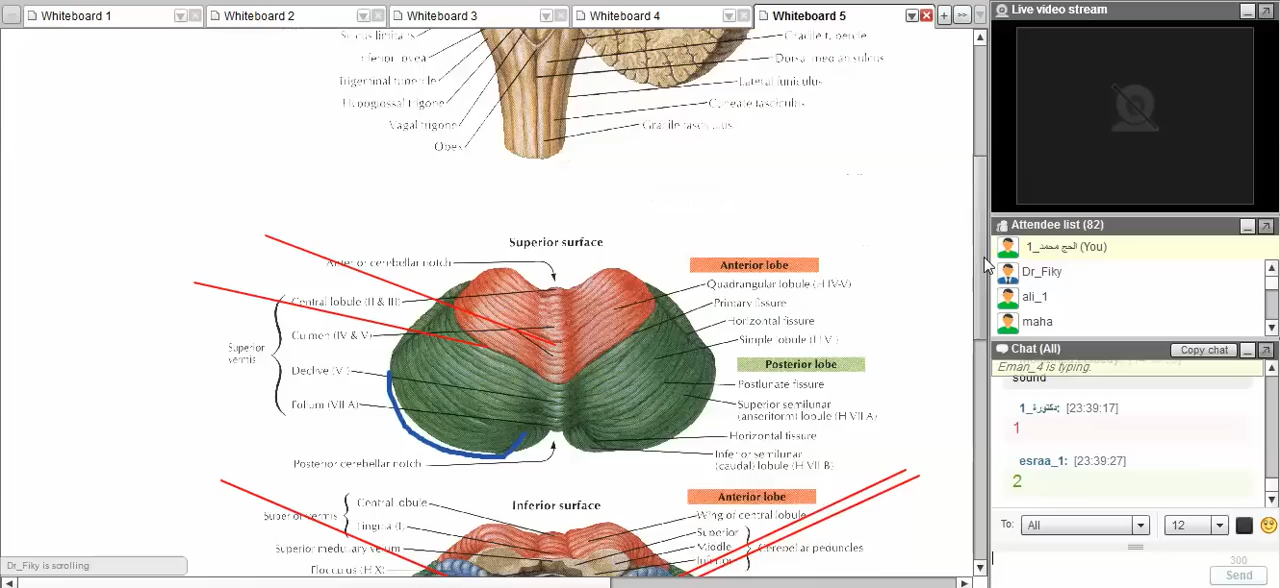 Whiteboard 1
Whiteboard 2
Whiteboard 3
Whiteboard 4
Whiteboard 5
Live video stream
Attendee list (82)
1_الحج محمد (You)
Dr_Fiky
ali_1
maha
Chat (All)
Copy chat
Eman_4 is typing.
sound
[23:39:17]
1
esraa_1: [23:39:27]
2
To: All
12
300
Send
Gracile tubercle
Dorsal median sulcus
Trigeminal tubercle
Lateral funiculus
Hypoglossal trigone
Cuneate fasciculus
Vagal trigone
Gracile fasciculus
Obex
Superior surface
Anterior cerebellar notch
Central lobule (II & III)
Culmen (IV & V)
Superior vermis
Declive (V
Folium (VII A)
Posterior cerebellar notch
Anterior lobe
Quadrangular lobule (H IV-V)
Primary fissure
Horizontal fissure
Simple lobule (H V
Posterior lobe
Postlunate fissure
Superior semilunar
(ansiform) lobule (H VII A)
Horizontal fissure
Inferior semilunar
(caudal) lobule (H VII B)
Inferior surface
Central lobule
Superior vermis
Lingula (I
Superior medullary velum
Flocculus (H X)
Anterior lobe
Wing of central lobule
Superior
Middle
Cerebellar peduncles
Dr_Fiky is scrolling